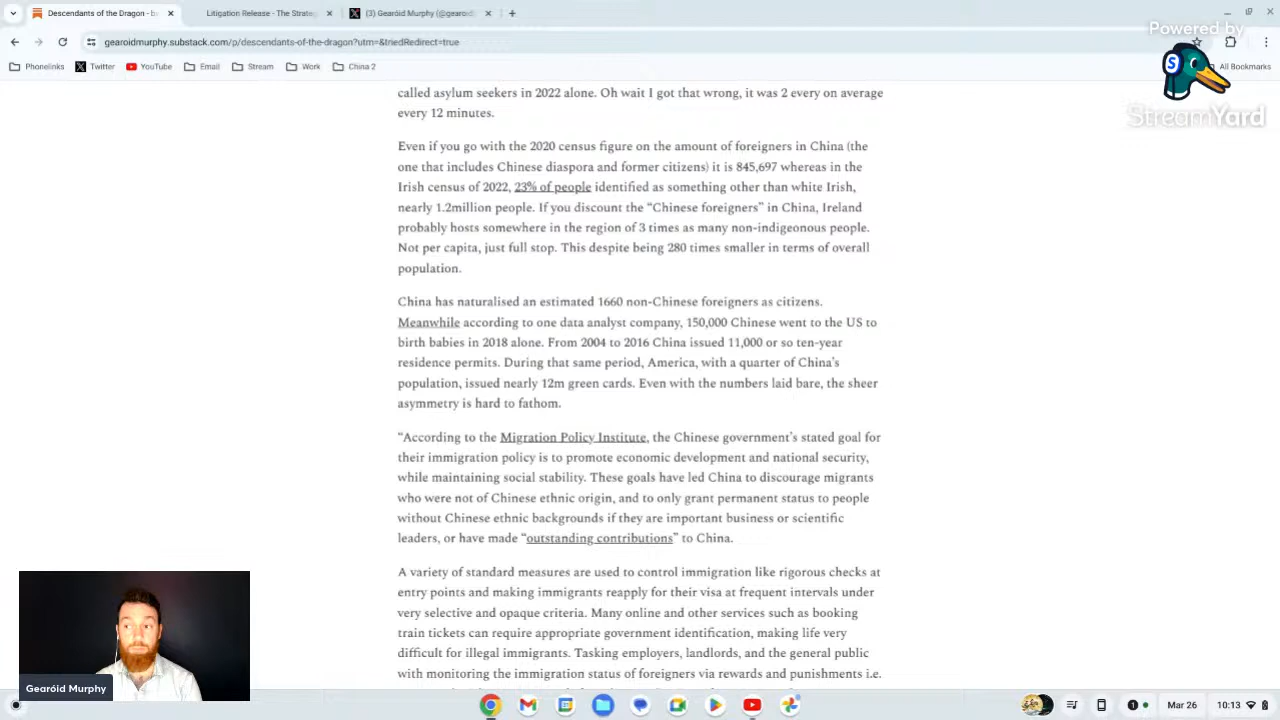 Descendants of the Dragon - b
Litigation Release - The Strate
(3) Gearóid Murphy (@gearoid
gearoidmurphy.substack.com/p/descendants-of-the-dragon?utm=&triedRedirect=true
Phonelinks
Twitter
YouTube
Email
Stream
Work
China 2
All Bookmarks
Powered by
StreamYard
called asylum seekers in 2022 alone. Oh wait I got that wrong, it was 2 every on average
every 12 minutes.
Even if you go with the 2020 census figure on the amount of foreigners in China (the
one that includes Chinese diaspora and former citizens) it is 845,697 whereas in the
Irish census of 2022, 23% of people identified as something other than white Irish,
nearly 1.2million people. If you discount the “Chinese foreigners” in China, Ireland
probably hosts somewhere in the region of 3 times as many non-indigeonous people.
Not per capita, just full stop. This despite being 280 times smaller in terms of overall
population.
China has naturalised an estimated 1660 non-Chinese foreigners as citizens.
Meanwhile according to one data analyst company, 150,000 Chinese went to the US to
birth babies in 2018 alone. From 2004 to 2016 China issued 11,000 or so ten-year
residence permits. During that same period, America, with a quarter of China’s
population, issued nearly 12m green cards. Even with the numbers laid bare, the sheer
asymmetry is hard to fathom.
“According to the Migration Policy Institute, the Chinese government’s stated goal for
their immigration policy is to promote economic development and national security,
while maintaining social stability. These goals have led China to discourage migrants
who were not of Chinese ethnic origin, and to only grant permanent status to people
without Chinese ethnic backgrounds if they are important business or scientific
leaders, or have made “outstanding contributions” to China.
A variety of standard measures are used to control immigration like rigorous checks at
entry points and making immigrants reapply for their visa at frequent intervals under
very selective and opaque criteria. Many online and other services such as booking
train tickets can require appropriate government identification, making life very
difficult for illegal immigrants. Tasking employers, landlords, and the general public
with monitoring the immigration status of foreigners via rewards and punishments i.e.
Gearóid Murphy
Mar 26
10:13